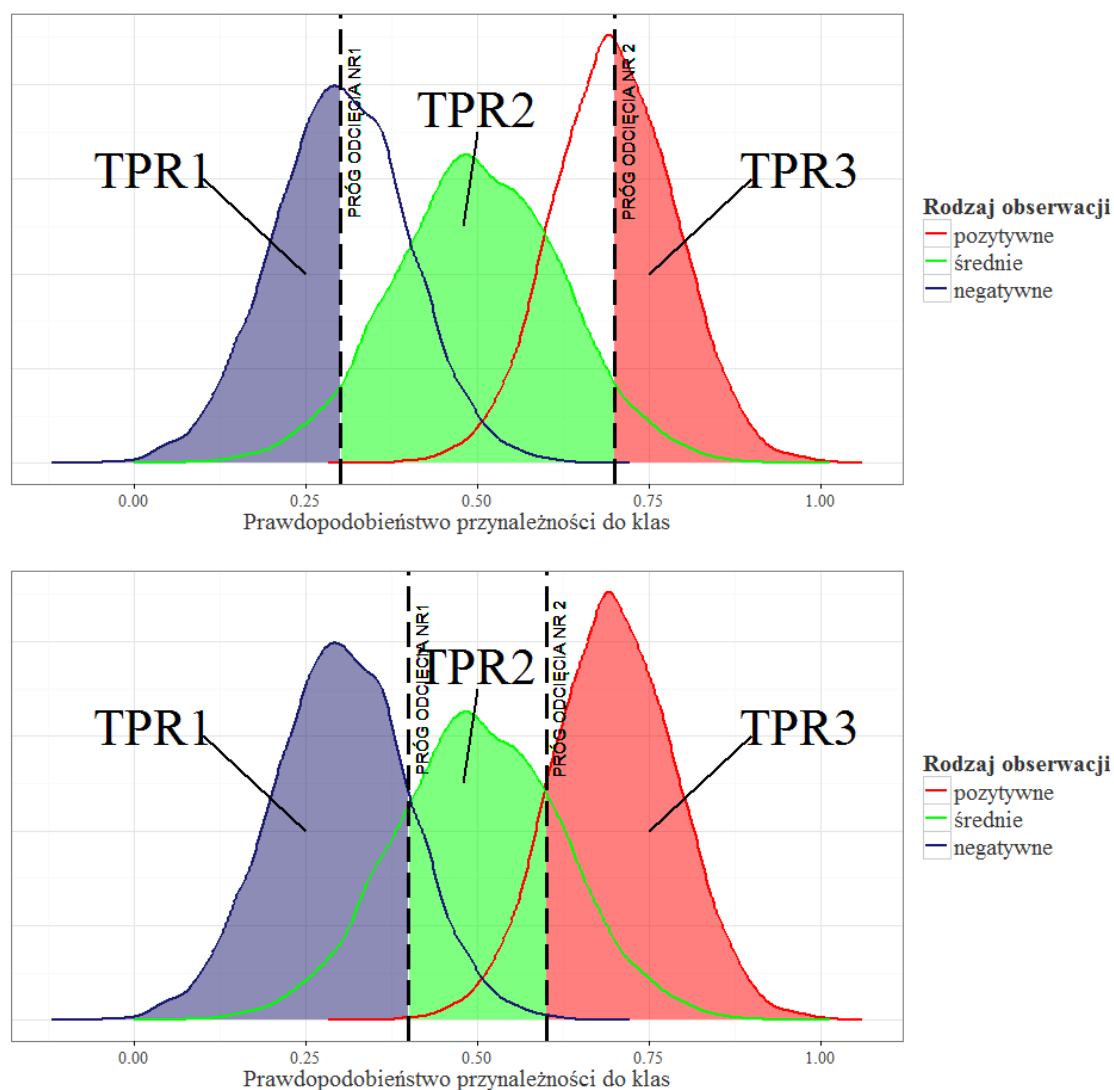 PRÓG ODCIĘCIA NR1
PRÓG ODCIĘCIA NR 2
TPR1
TPR2
TPR3
Rodzaj obserwacji
pozytywne
średnie
negatywne
0.00
0.25
0.50
0.75
1.00
Prawdopodobieństwo przynależności do klas
PRÓG ODCIĘCIA NR1
PRÓG ODCIĘCIA NR 2
TPR1
TPR2
TPR3
Rodzaj obserwacji
pozytywne
średnie
negatywne
0.00
0.25
0.50
0.75
1.00
Prawdopodobieństwo przynależności do klas